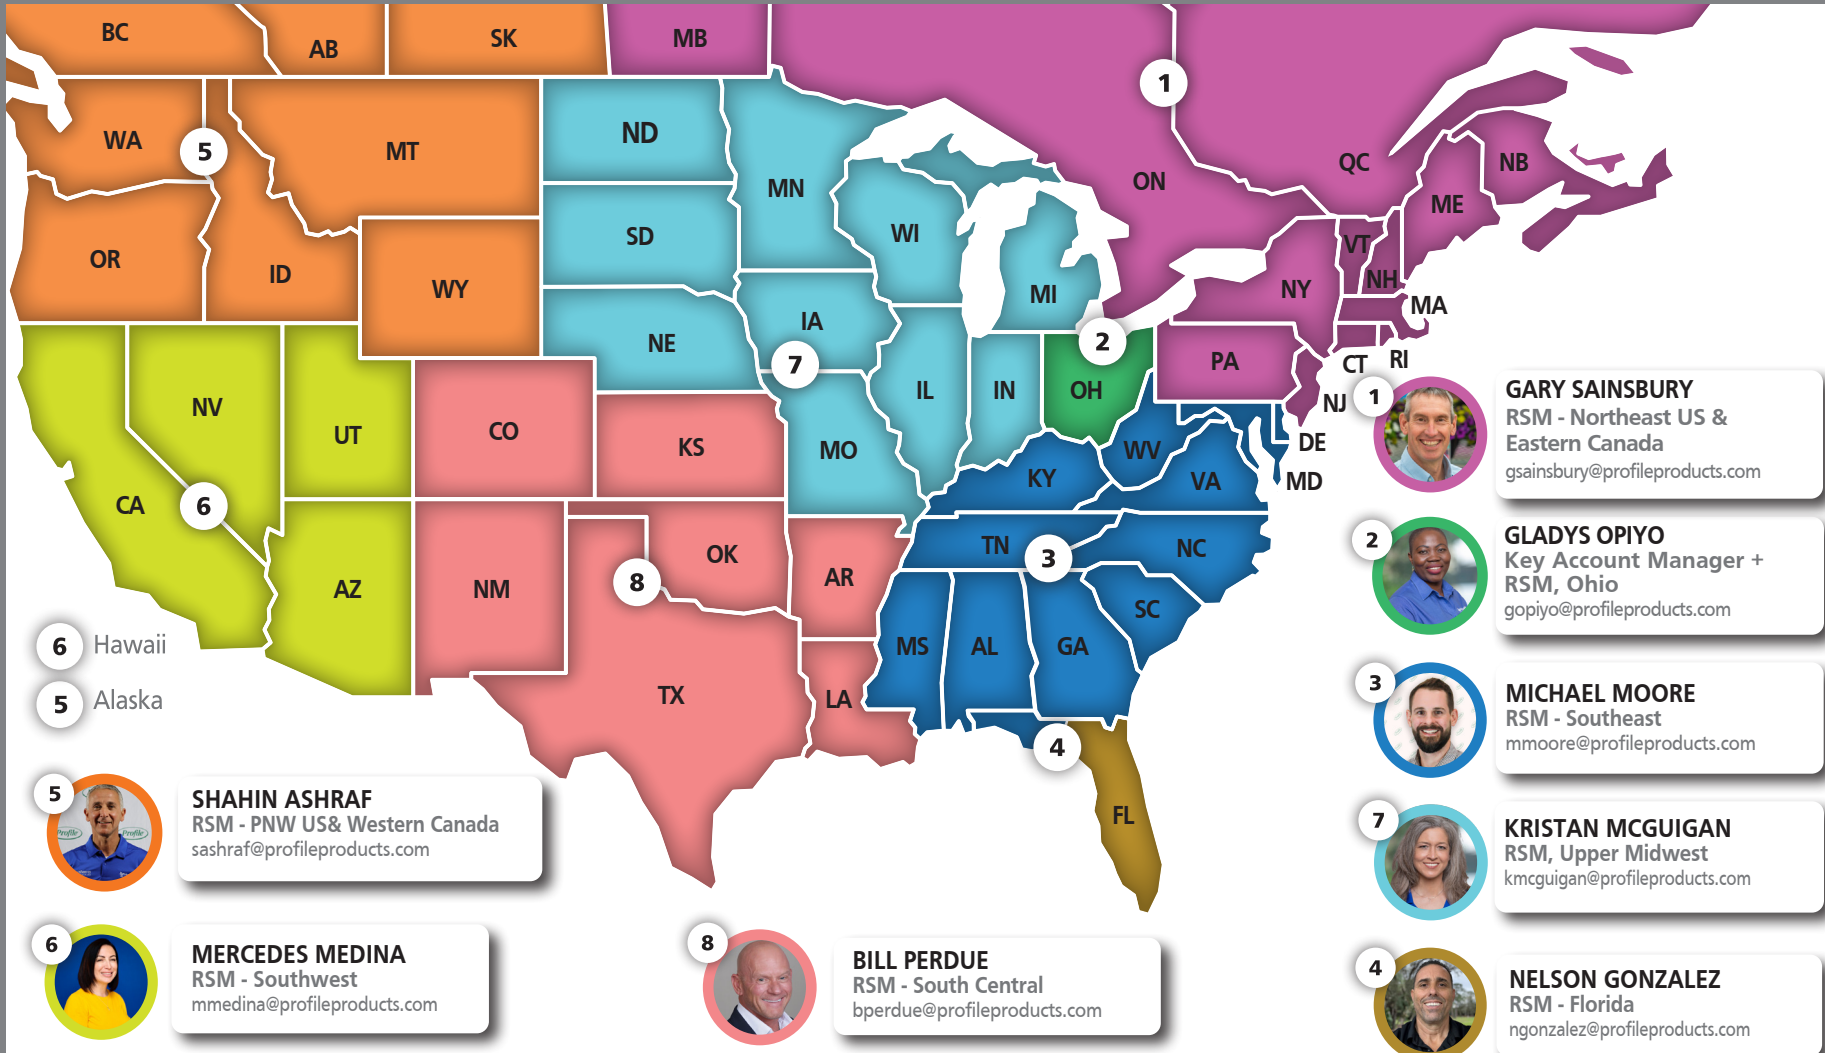 BC
AB
SK
MB
1
WA
5
MT
ND
MN
ON
QC
NB
ME
OR
ID
WY
SD
WI
MI
VT
NH
NY
MA
NE
IA
7
2
PA
CT
RI
NV
UT
CO
KS
MO
IL
IN
OH
NJ
WV
DE
MD
KY
VA
CA
6
AZ
NM
OK
8
AR
TN
3
NC
SC
MS
AL
GA
TX
LA
4
FL
6 Hawaii
5 Alaska
1
GARY SAINSBURY
RSM - Northeast US &
Eastern Canada
gsainsbury@profileproducts.com
2
GLADYS OPIYO
Key Account Manager +
RSM, Ohio
gopiyo@profileproducts.com
3
MICHAEL MOORE
RSM - Southeast
mmoore@profileproducts.com
7
KRISTAN MCGUIGAN
RSM, Upper Midwest
kmcguigan@profileproducts.com
4
NELSON GONZALEZ
RSM - Florida
ngonzalez@profileproducts.com
5
Profile
Profile
SHAHIN ASHRAF
RSM - PNW US& Western Canada
sashraf@profileproducts.com
6
MERCEDES MEDINA
RSM - Southwest
mmedina@profileproducts.com
8
BILL PERDUE
RSM - South Central
bperdue@profileproducts.com